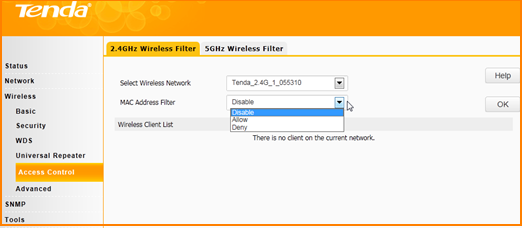 Tenda
2.4GHz Wireless Filter
5GHz Wireless Filter
Status
Network
Wireless
Basic
Security
WDS
Universal Repeater
Access Control
Advanced
SNMP
Tools
Select Wireless Network
Tenda_2.4G_1_055310
MAC Address Filter
Disable
Disable
Allow
Deny
Wireless Client List
There is no client on the current network.
Help
OK